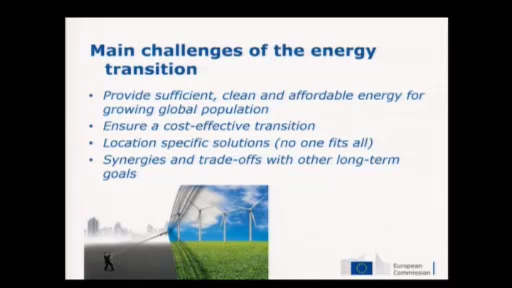 Main challenges of the energy
transition
• Provide sufficient, clean and affordable energy for
growing global population
• Ensure a cost-effective transition
• Location specific solutions (no one fits all)
• Synergies and trade-offs with other long-term
goals
European
Commission